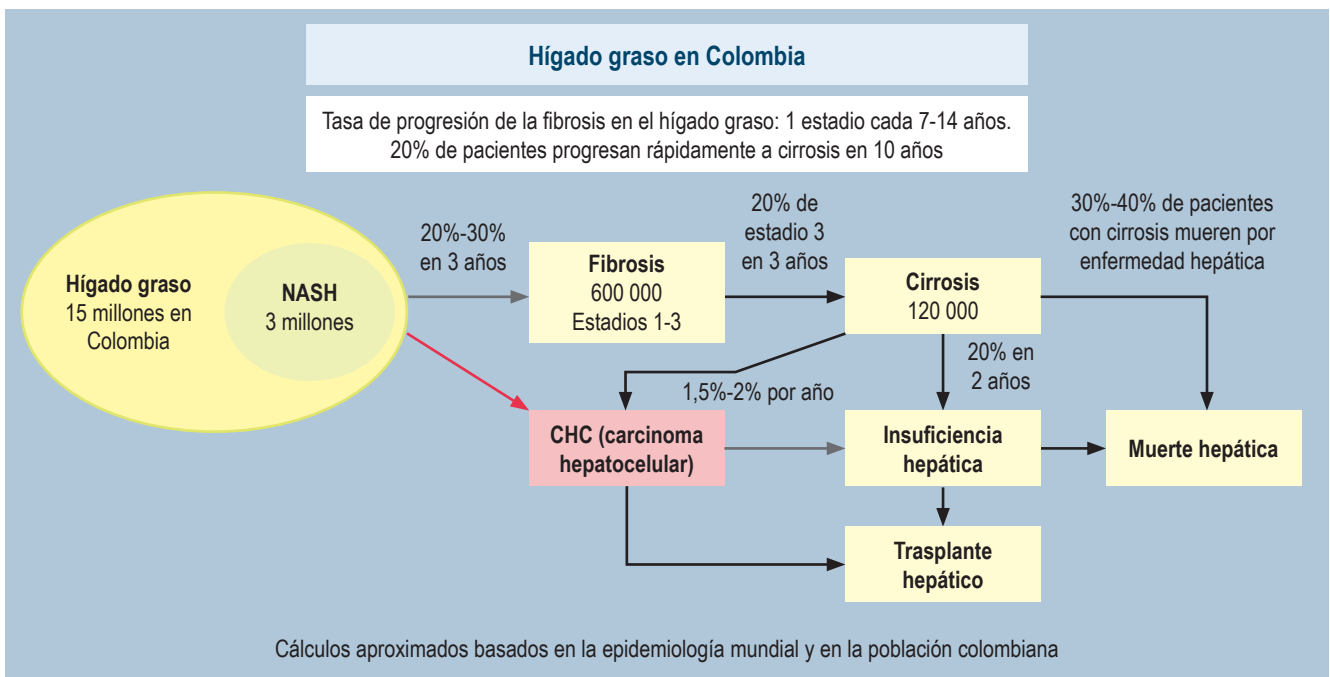 Hígado graso en Colombia
Tasa de progresión de la fibrosis en el hígado graso: 1 estadio cada 7-14 años.
20% de pacientes progresan rápidamente a cirrosis en 10 años
Hígado graso
15 millones en
Colombia
NASH
3 millones
20%-30%
en 3 años
Fibrosis
600 000
Estadios 1-3
20% de
estadio 3
en 3 años
Cirrosis
120 000
30%-40% de pacientes
con cirrosis mueren por
enfermedad hepática
1,5%-2% por año
20% en
2 años
CHC (carcinoma
hepatocelular)
Insuficiencia
hepática
Muerte hepática
Trasplante
hepático
Cálculos aproximados basados en la epidemiología mundial y en la población colombiana